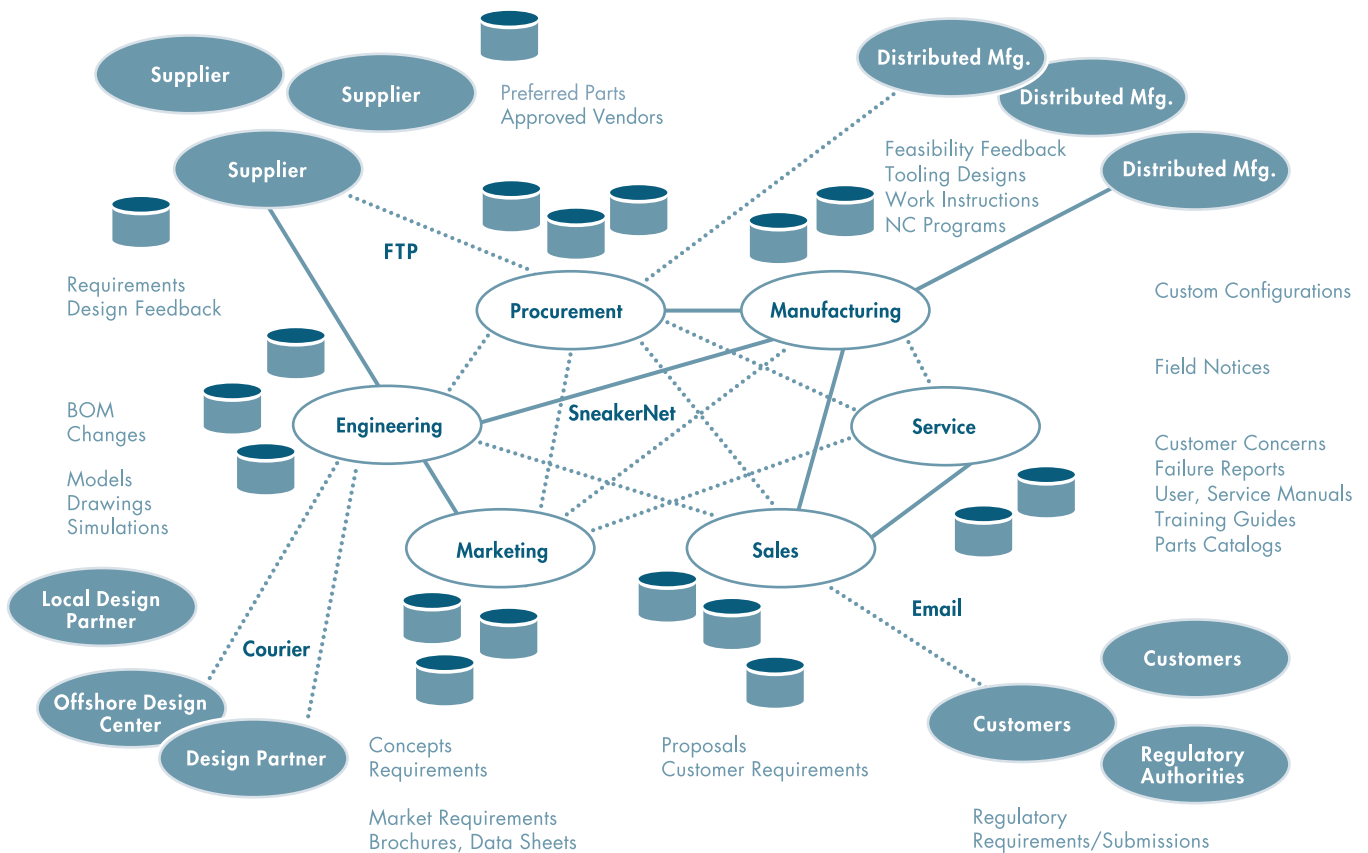 Supplier
Supplier
Supplier
Preferred Parts
Approved Vendors
Distributed Mfg.
Distributed Mfg.
Distributed Mfg.
Feasibility Feedback
Tooling Designs
Work Instructions
NC Programs
FTP
Requirements
Design Feedback
Procurement
Manufacturing
Custom Configurations
Field Notices
BOM
Changes
Engineering
SneakerNet
Service
Models
Drawings
Simulations
Customer Concerns
Failure Reports
User, Service Manuals
Training Guides
Parts Catalogs
Marketing
Sales
Local Design
Partner
Courier
Email
Offshore Design
Center
Design Partner
Customers
Customers
Regulatory
Authorities
Concepts
Requirements
Market Requirements
Brochures, Data Sheets
Proposals
Customer Requirements
Regulatory
Requirements/Submissions